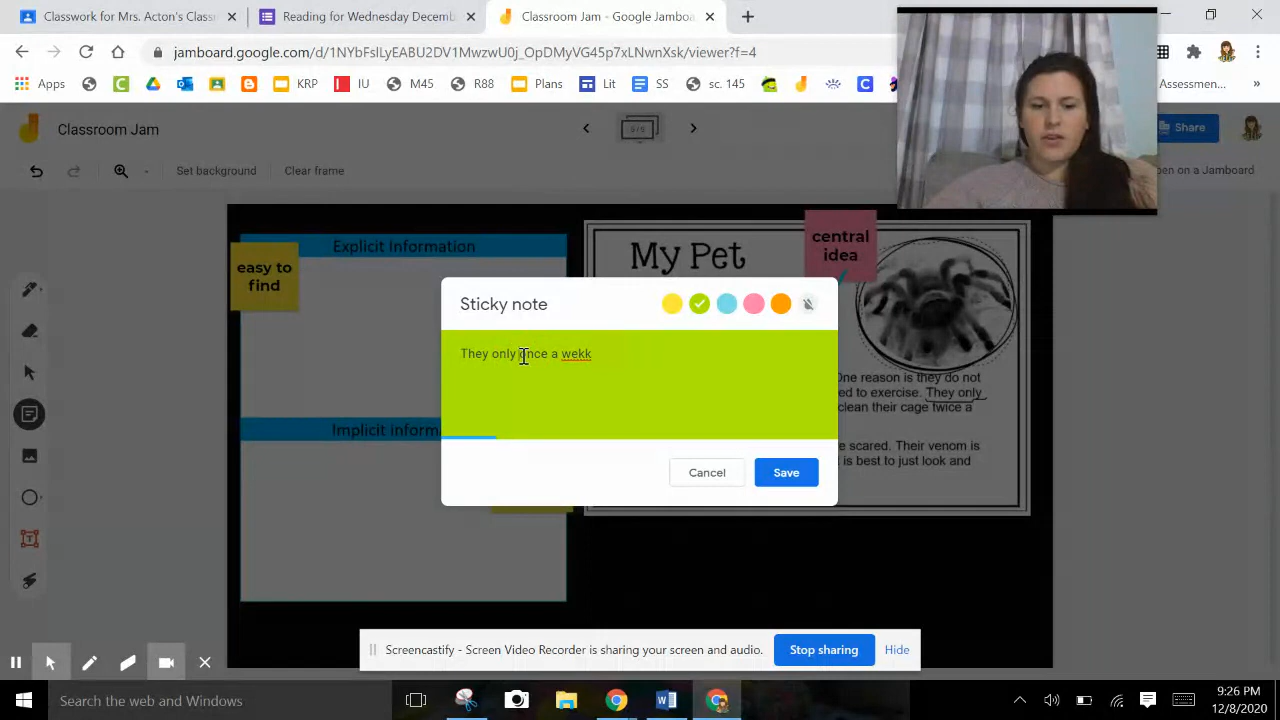 Classwork for Mrs. Acton's Class
Reading for Wednesday Decem
Classroom Jam - Google Jamboa
jamboard.google.com/d/1NYbFsILyEABU2DV1MwzwU0j_OpDMyVG45p7xLNwnXsk/viewer?f=4
Apps KRP IU M45 R88 Plans Lit SS sc. 145 Assessmen...
Classroom Jam
Share
Set background Clear frame
pen on a Jamboard
Explicit Information
easy to
find
Implicit inform
My Pet
central
idea
One reason is they do not
ed to exercise. They only
clean their cage twice a
e scared. Their venom is
is best to just look and
Sticky note
They only once a wekk
Cancel Save
Screencastify - Screen Video Recorder is sharing your screen and audio. Stop sharing Hide
Search the web and Windows
9:26 PM
12/8/2020